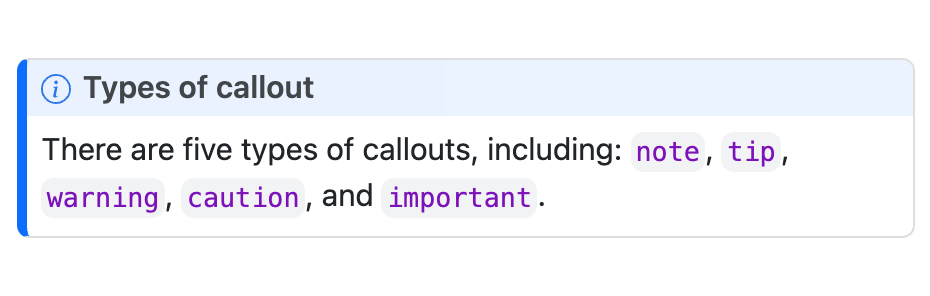 Types of callout
There are five types of callouts, including: note, tip,
warning, caution, and important.